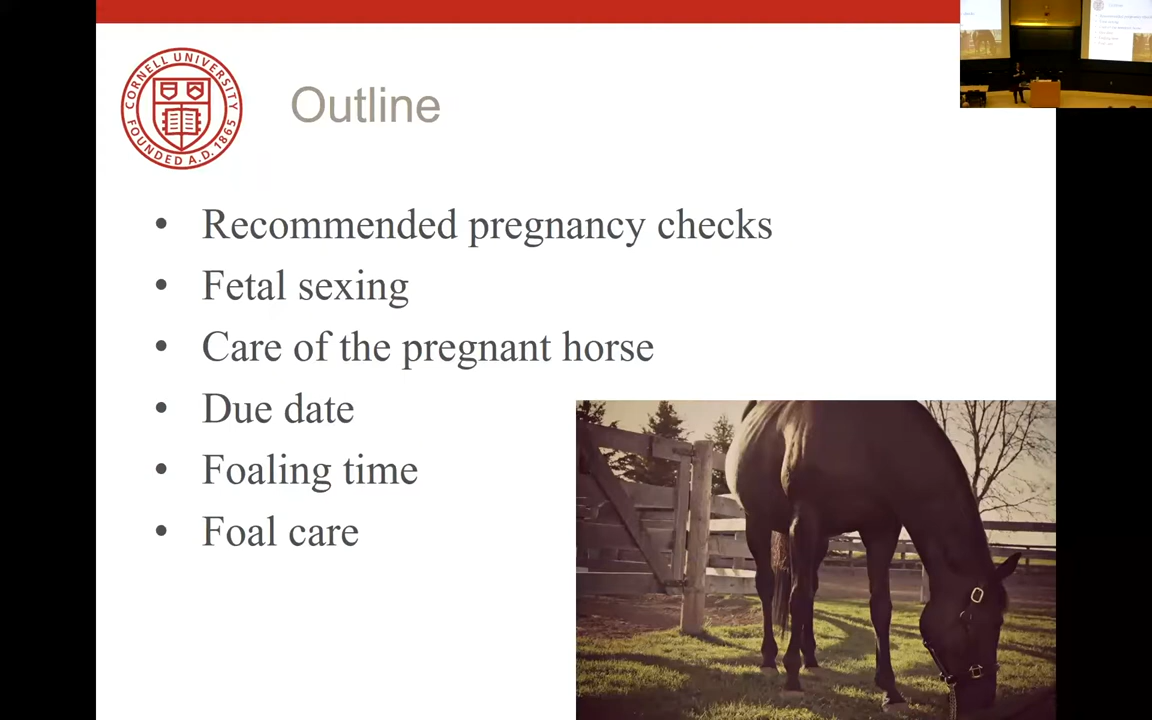 CORNELL UNIVERSITY
FOUNDED A.D. 1865
Outline
• Recommended pregnancy checks
• Fetal sexing
• Care of the pregnant horse
• Due date
• Foaling time
• Foal care